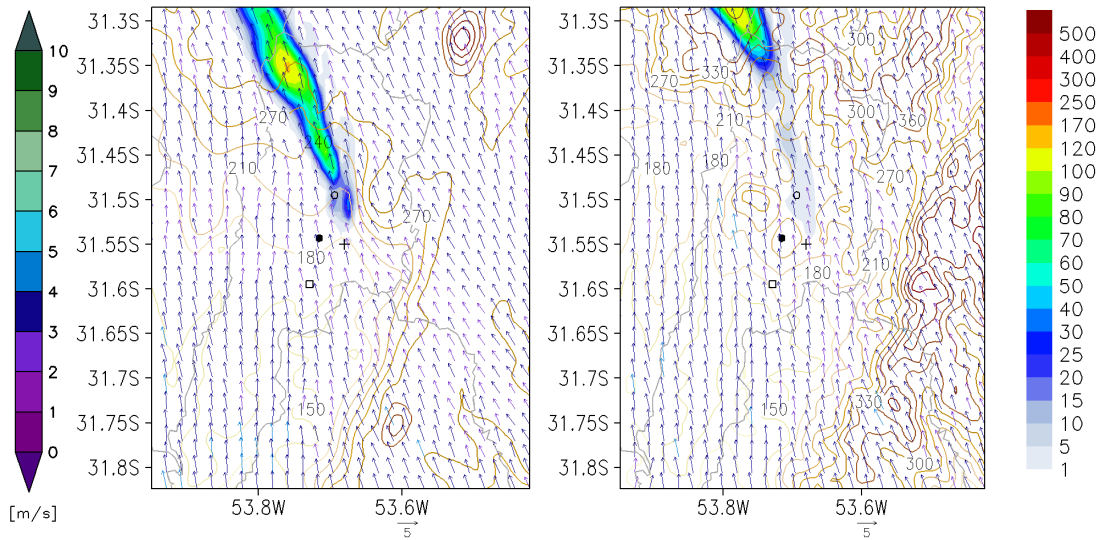 10
9
8
7
6
5
4
3
2
1
0
[m/s]
31.3S
31.35S
31.4S
31.45S
31.5S
31.55S
31.6S
31.65S
31.7S
31.75S
31.8S
270
240
210
270
180
150
53.8W
53.6W
5
31.3S
31.35S
31.4S
31.45S
31.5S
31.55S
31.6S
31.65S
31.7S
31.75S
31.8S
300
330
270
300
360
210
180
180
270
210
180
150
330
300
53.8W
53.6W
5
500
400
300
250
170
120
100
90
80
70
60
50
40
30
25
20
15
10
5
1